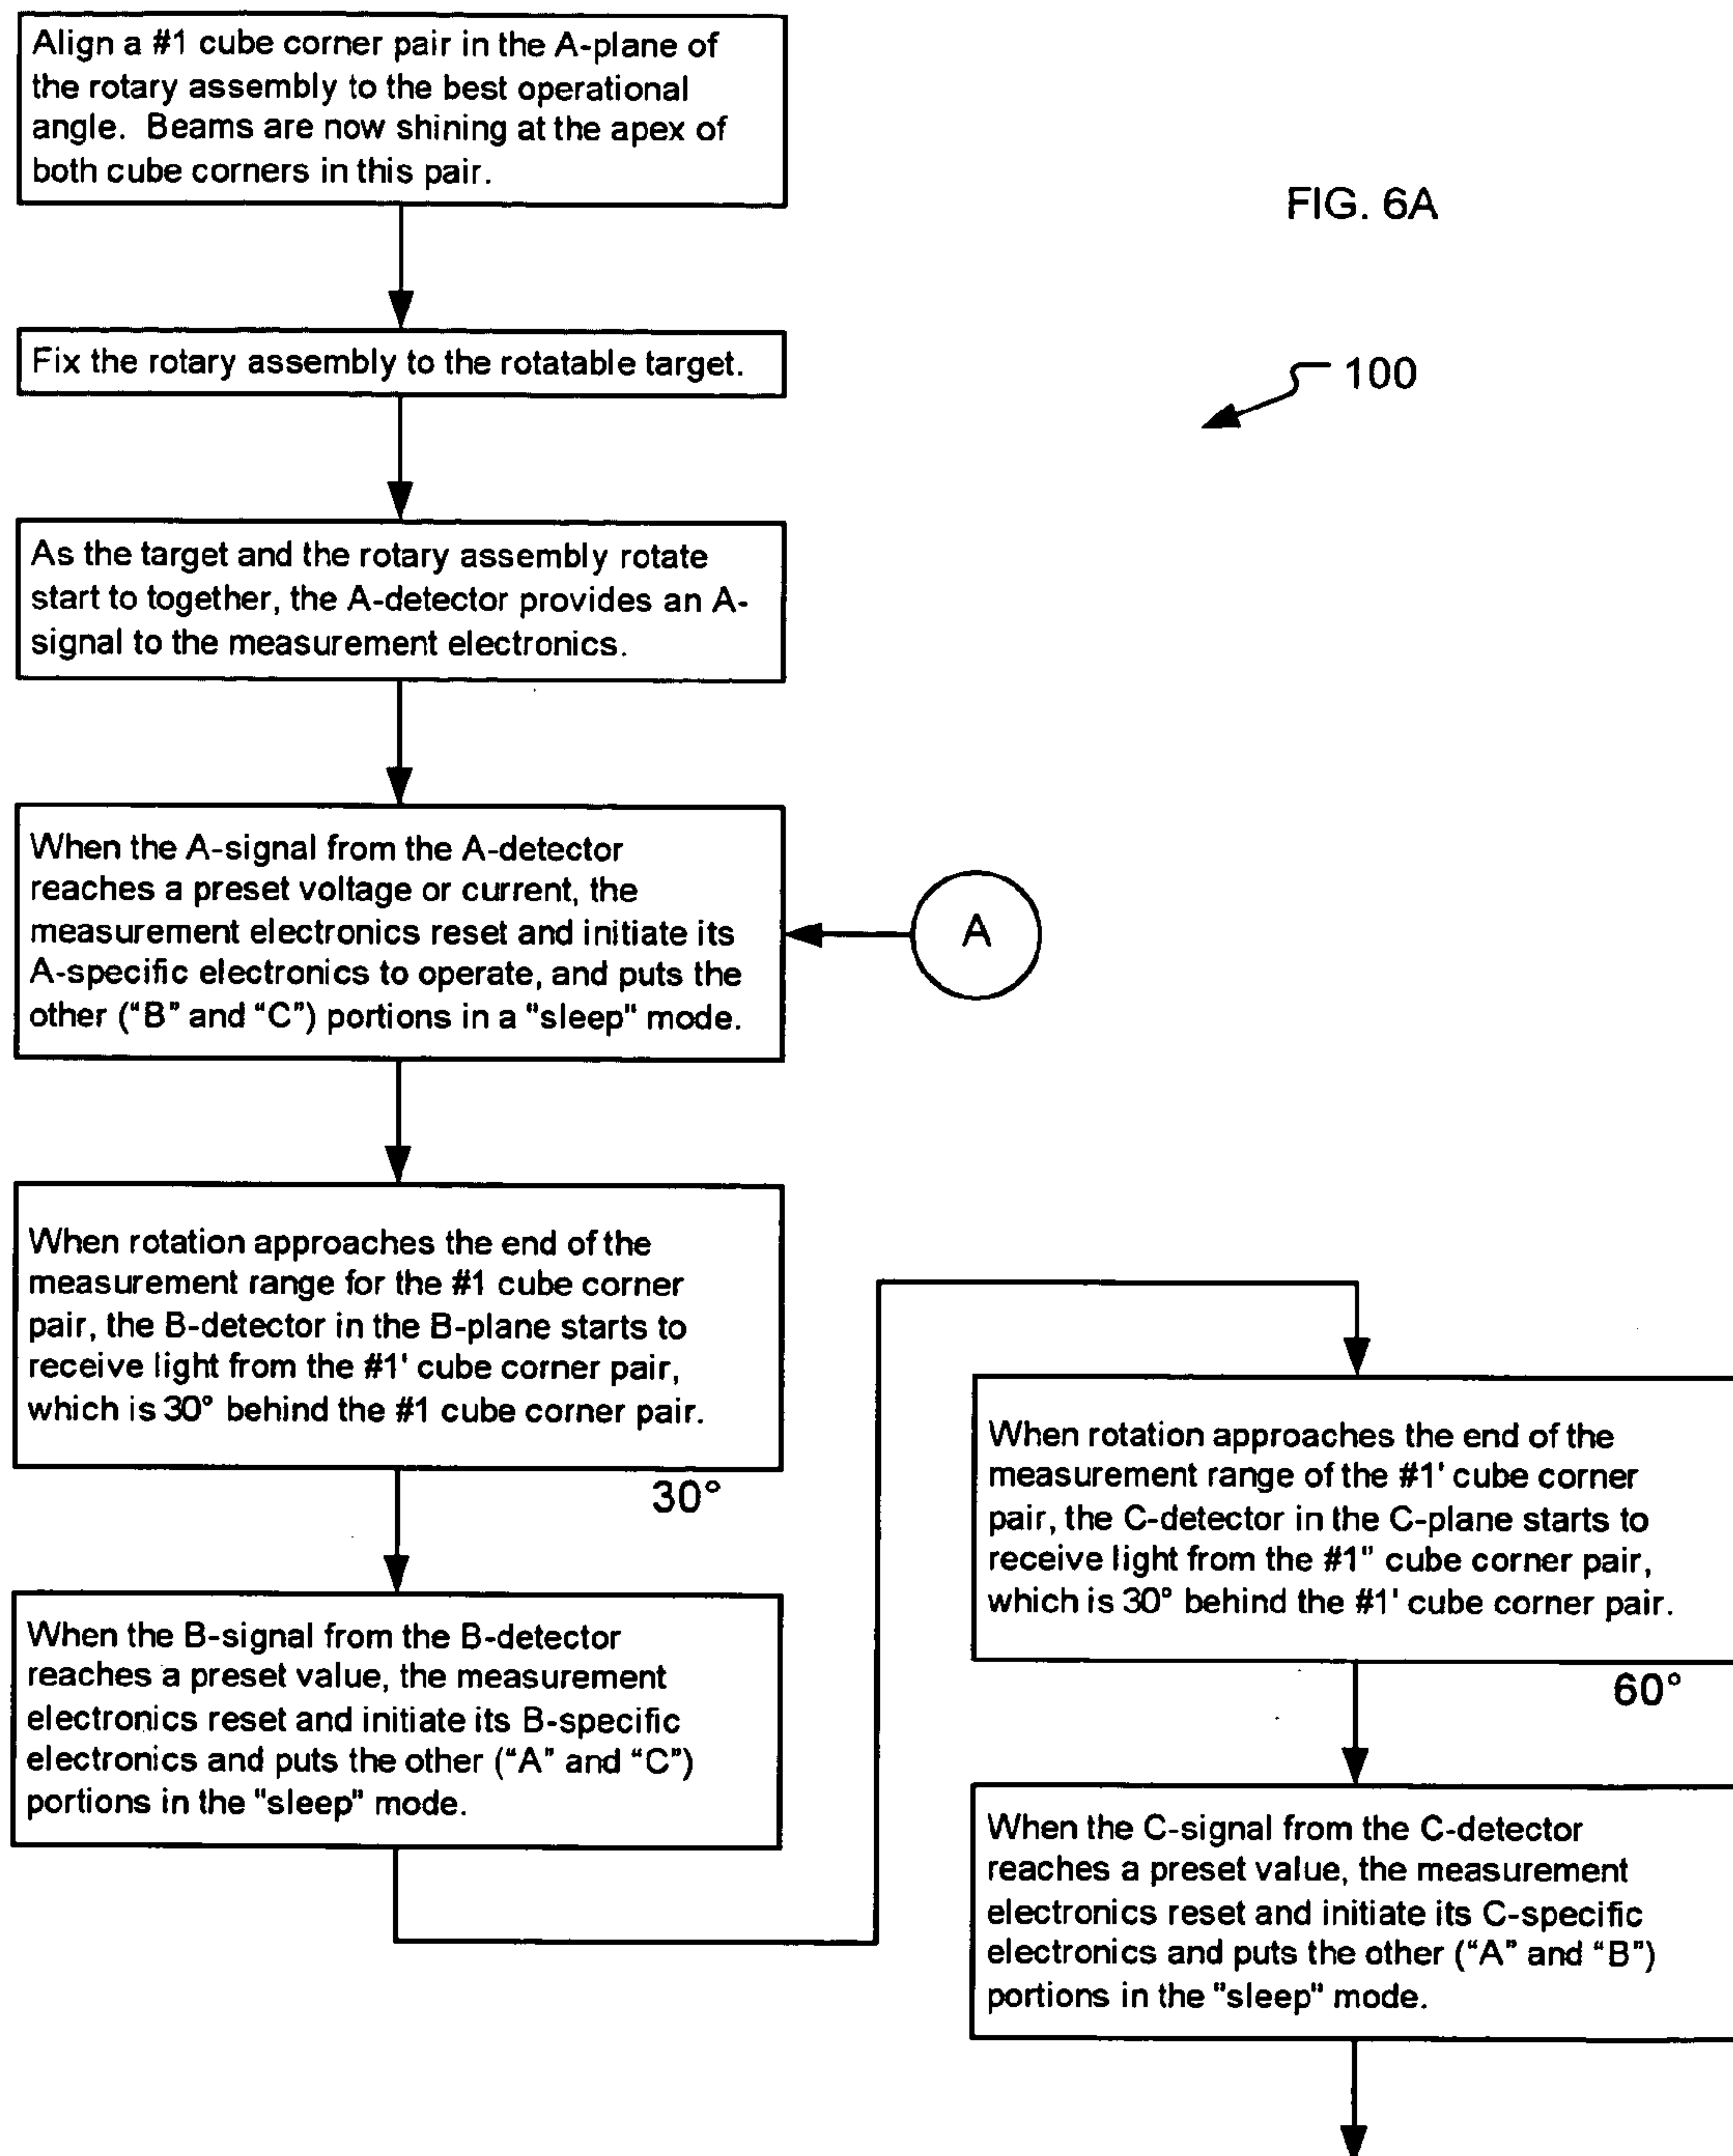 Align a #1 cube corner pair in the A-plane of
the rotary assembly to the best operational
angle. Beams are now shining at the apex of
both cube corners in this pair.
FIG. 6A
Fix the rotary assembly to the rotatable target.
100
As the target and the rotary assembly rotate
start to together, the A-detector provides an A-
signal to the measurement electronics.
When the A-signal from the A-detector
reaches a preset voltage or current, the
measurement electronics reset and initiate its
A-specific electronics to operate, and puts the
other (“B” and “C”) portions in a "sleep" mode.
A
When rotation approaches the end of the
measurement range for the #1 cube corner
pair, the B-detector in the B-plane starts to
receive light from the #1' cube corner pair,
which is 30° behind the #1 cube corner pair.
30°
When the B-signal from the B-detector
reaches a preset value, the measurement
electronics reset and initiate its B-specific
electronics and puts the other (“A” and “C”)
portions in the "sleep" mode.
When rotation approaches the end of the
measurement range of the #1' cube corner
pair, the C-detector in the C-plane starts to
receive light from the #1” cube corner pair,
which is 30° behind the #1' cube corner pair.
60°
When the C-signal from the C-detector
reaches a preset value, the measurement
electronics reset and initiate its C-specific
electronics and puts the other (“A” and “B”)
portions in the "sleep" mode.